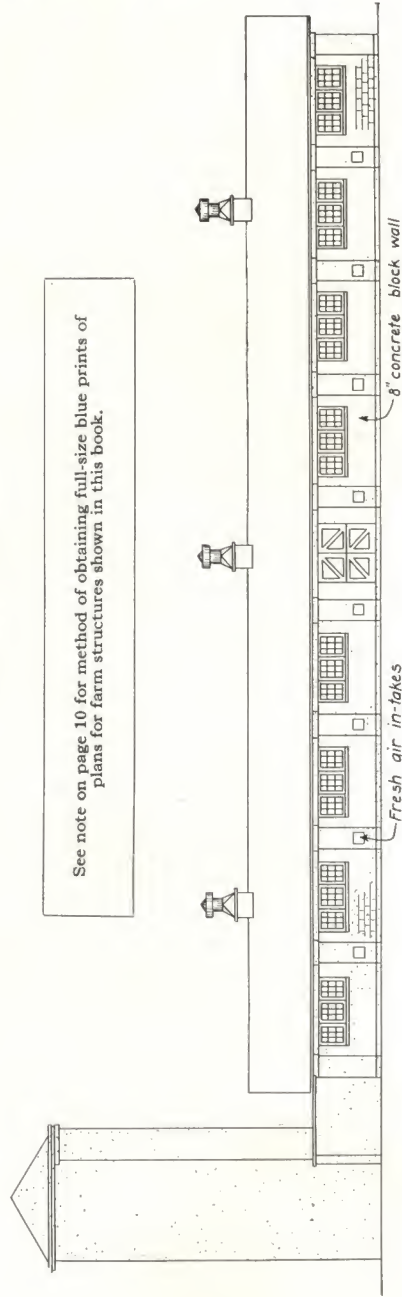 See note on page 10 for method of obtaining full-size blue prints of
plans for farm structures shown in this book.
Fresh air in-takes
8" concrete block wall